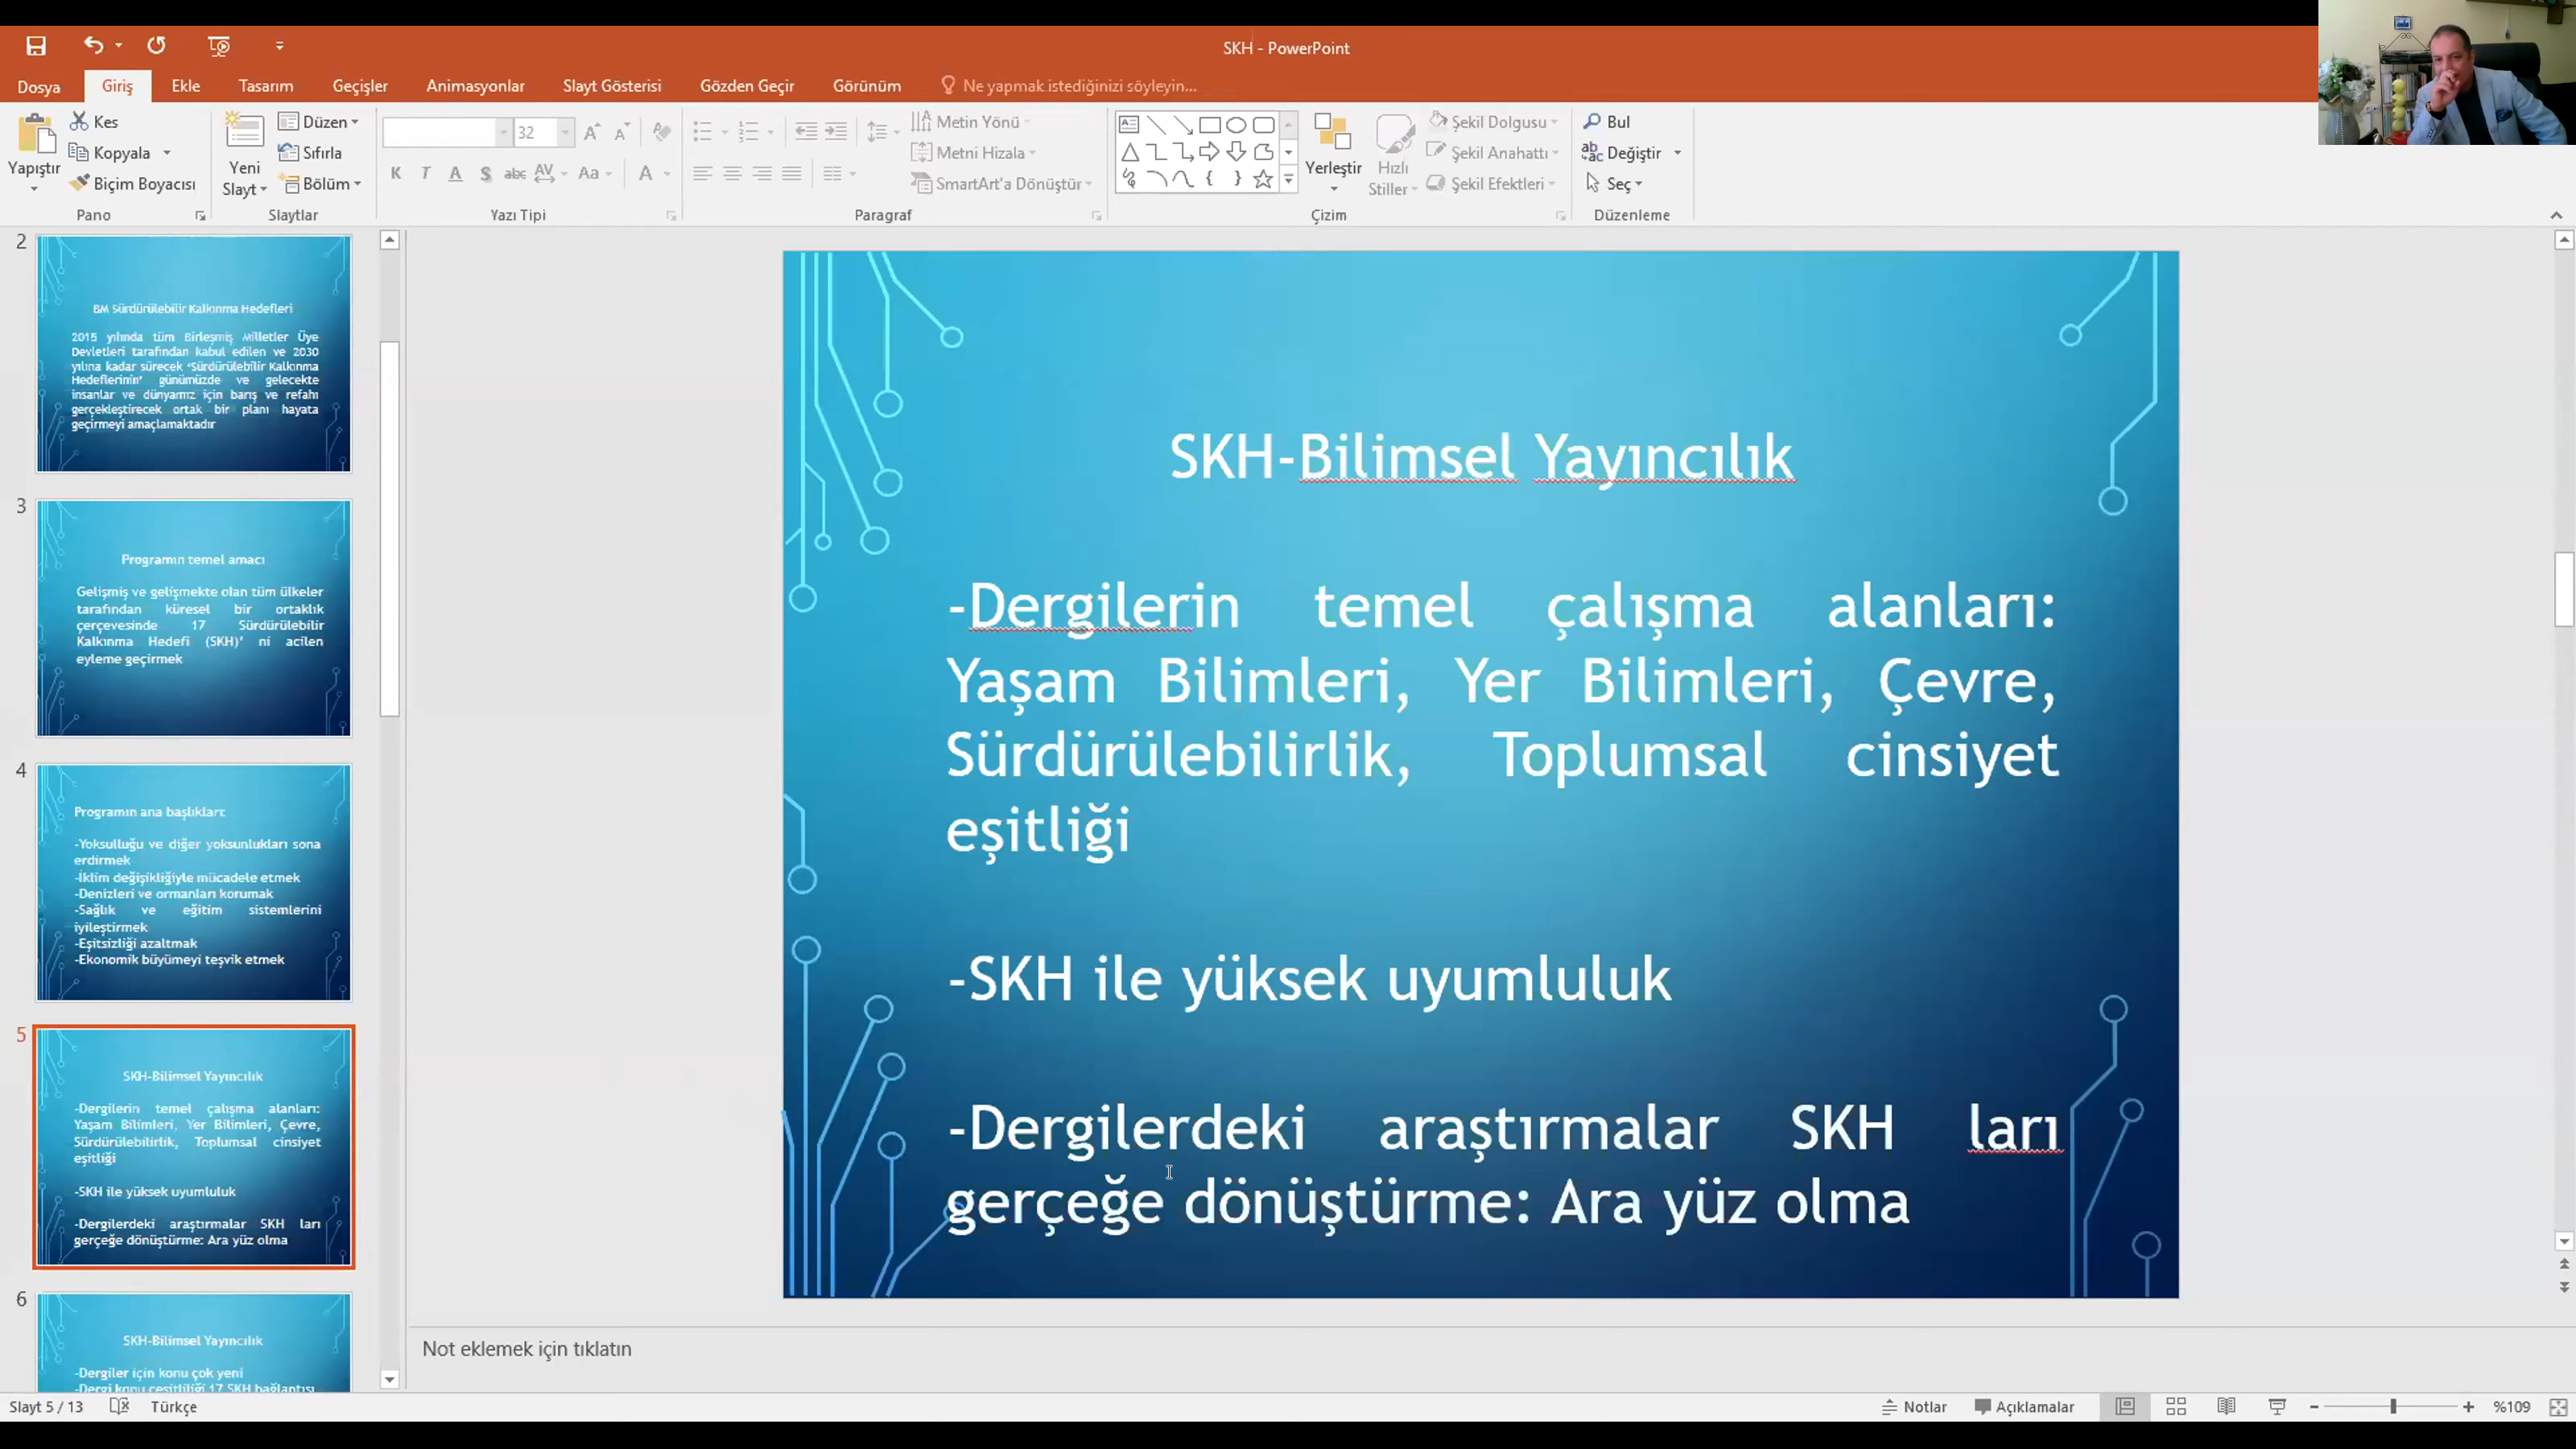 SKH - PowerPoint
Dosya Giriş Ekle Tasarım Geçişler Animasyonlar Slayt Gösterisi Gözden Geçir Görünüm Ne yapmak istediğinizi söyleyin...
Yapıştır
Kes
Kopyala
Biçim Boyacısı
Pano
Yeni
Slayt
Düzen
Sıfırla
Bölüm
Slaytlar
32
K T A S abc AV Aa A
Yazı Tipi
Metin Yönü
Metni Hizala
SmartArt'a Dönüştür
Paragraf
Yerleştir
Hızlı
Stiller
Şekil Dolgusu
Şekil Anahattı
Şekil Efektleri
Çizim
Bul
Değiştir
Seç
Düzenleme
2
BM Sürdürülebilir Kalkınma Hedefleri
2015 yılında tüm Birleşmiş Milletler Üye
Devletleri tarafından kabul edilen ve 2030
yılına kadar sürecek ‘Sürdürülebilir Kalkınma
Hedeflerinin’ günümüzde ve gelecekte
insanlar ve dünyamız için barış ve refahı
gerçekleştirecek ortak bir planı hayata
geçirmeyi amaçlamaktadır
3
Programın temel amacı
Gelişmiş ve gelişmekte olan tüm ülkeler
tarafından küresel bir ortaklık
çerçevesinde 17 Sürdürülebilir
Kalkınma Hedefi (SKH)’ ni acilen
eyleme geçirmek
4
Programın ana başlıkları:
-Yoksulluğu ve diğer yoksunlukları sona
erdirmek
-İklim değişikliğiyle mücadele etmek
-Denizleri ve ormanları korumak
-Sağlık ve eğitim sistemlerini
iyileştirmek
-Eşitsizliği azaltmak
-Ekonomik büyümeyi teşvik etmek
5
SKH-Bilimsel Yayıncılık
-Dergilerin temel çalışma alanları:
Yaşam Bilimleri, Yer Bilimleri, Çevre,
Sürdürülebilirlik, Toplumsal cinsiyet
eşitliği
-SKH ile yüksek uyumluluk
-Dergilerdeki araştırmalar SKH ları
gerçeğe dönüştürme: Ara yüz olma
6
SKH-Bilimsel Yayıncılık
-Dergiler için konu çok yeni
-Dergi konu çeşitliliği 17 SKH bağlantısı
SKH-Bilimsel Yayıncılık
-Dergilerin temel çalışma alanları:
Yaşam Bilimleri, Yer Bilimleri, Çevre,
Sürdürülebilirlik, Toplumsal cinsiyet
eşitliği
-SKH ile yüksek uyumluluk
-Dergilerdeki araştırmalar SKH ları
gerçeğe dönüştürme: Ara yüz olma
Not eklemek için tıklatın
Slayt 5 / 13 Türkçe Notlar Açıklamalar %109